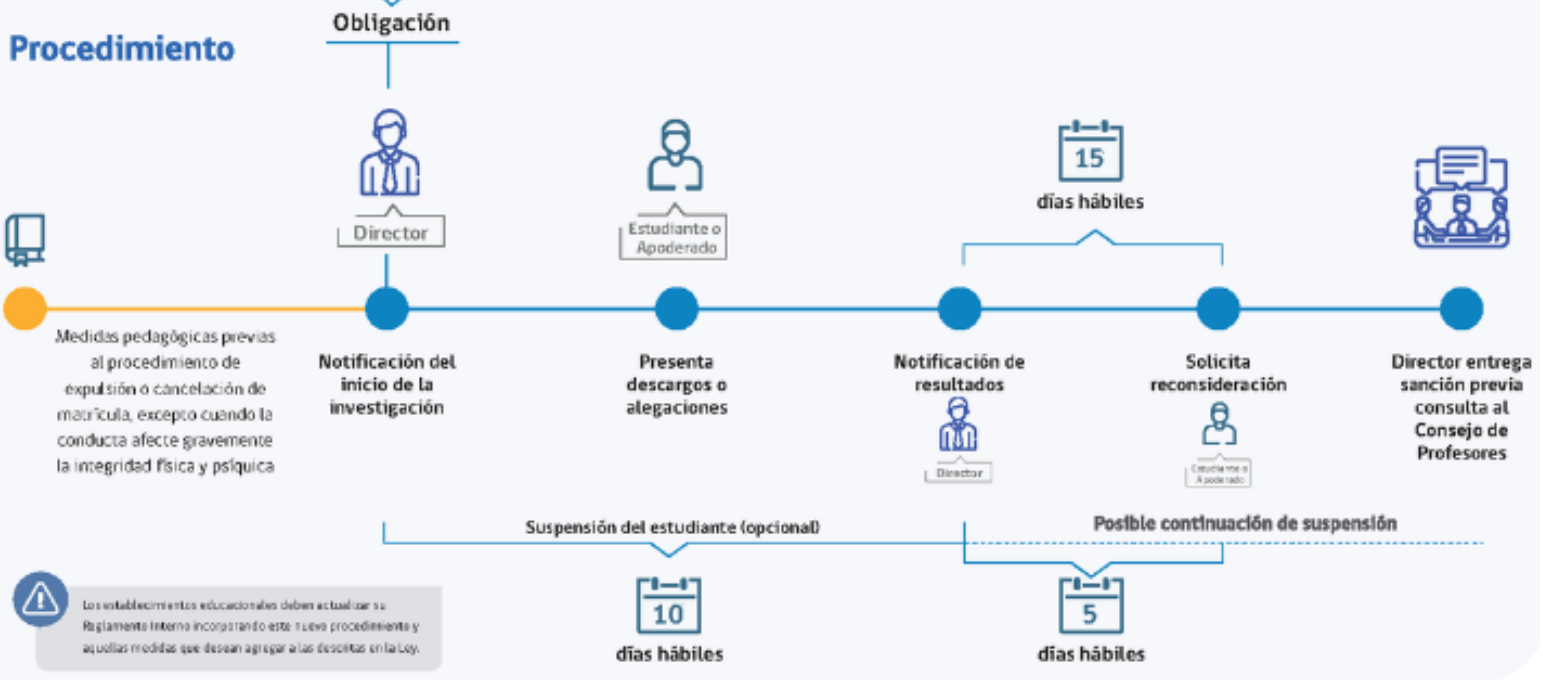 Obligación
Procedimiento
Director
Estudiante o
Apoderado
15
días hábiles
Medidas pedagógicas previas
al procedimiento de
expulsión o cancelación de
matrícula, excepto cuando la
conducta afecte gravemente
la integridad física y psíquica
Notificación del
inicio de la
investigación
Presenta
descargos o
alegaciones
Notificación de
resultados
Director
Solicita
reconsideración
Estudiante o
Apoderado
Director entrega
sanción previa
consulta al
Consejo de
Profesores
Suspensión del estudiante (opcional)
Posible continuación de suspensión
10
días hábiles
5
días hábiles
Los establecimientos educacionales deben actualizar su
Reglamento Interno incorporando este nuevo procedimiento y
aquellas medidas que desean agregar a las descritas en la Ley.